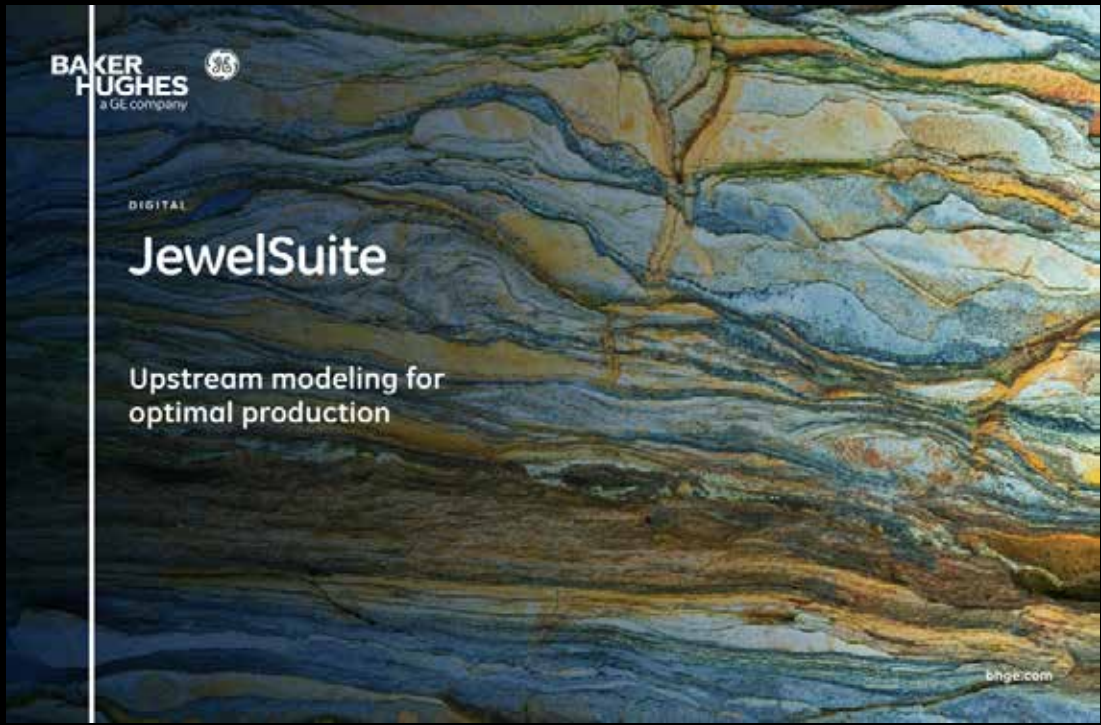 BAKER
HUGHES
a GE company
DIGITAL
JewelSuite
Upstream modeling for
optimal production
bhge.com